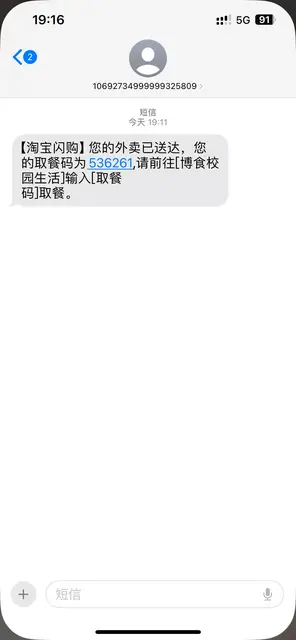 19:16
5G
91
2
10692734999999325809
短信
今天 19:11
【淘宝闪购】您的外卖已送达，您
的取餐码为 536261,请前往[博食校
园生活]输入[取餐
码]取餐。
短信